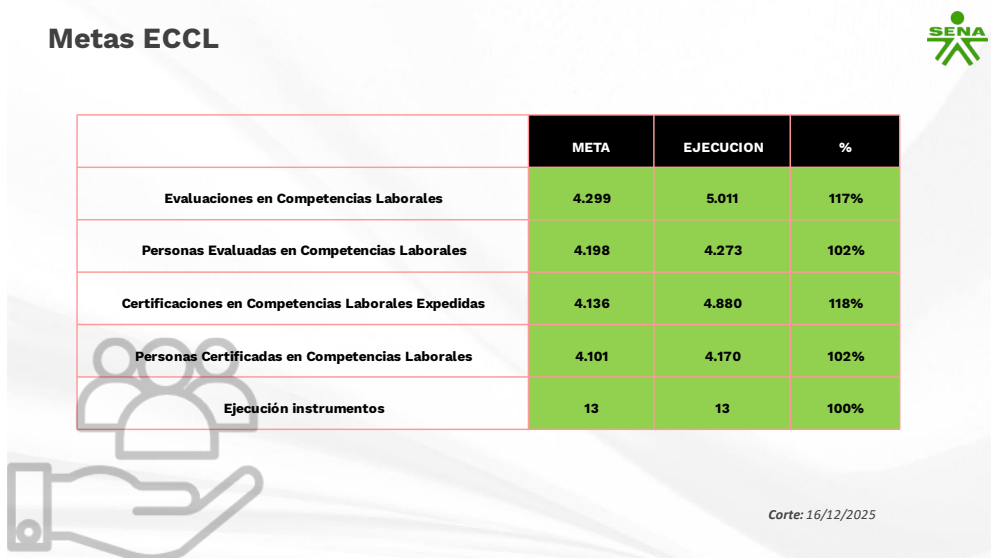 Metas ECCL
SENA
META EJECUCION %
Evaluaciones en Competencias Laborales 4.299 5.011 117%
Personas Evaluadas en Competencias Laborales 4.198 4.273 102%
Certificaciones en Competencias Laborales Expedidas 4.136 4.880 118%
Personas Certificadas en Competencias Laborales 4.101 4.170 102%
Ejecución instrumentos 13 13 100%
Corte: 16/12/2025